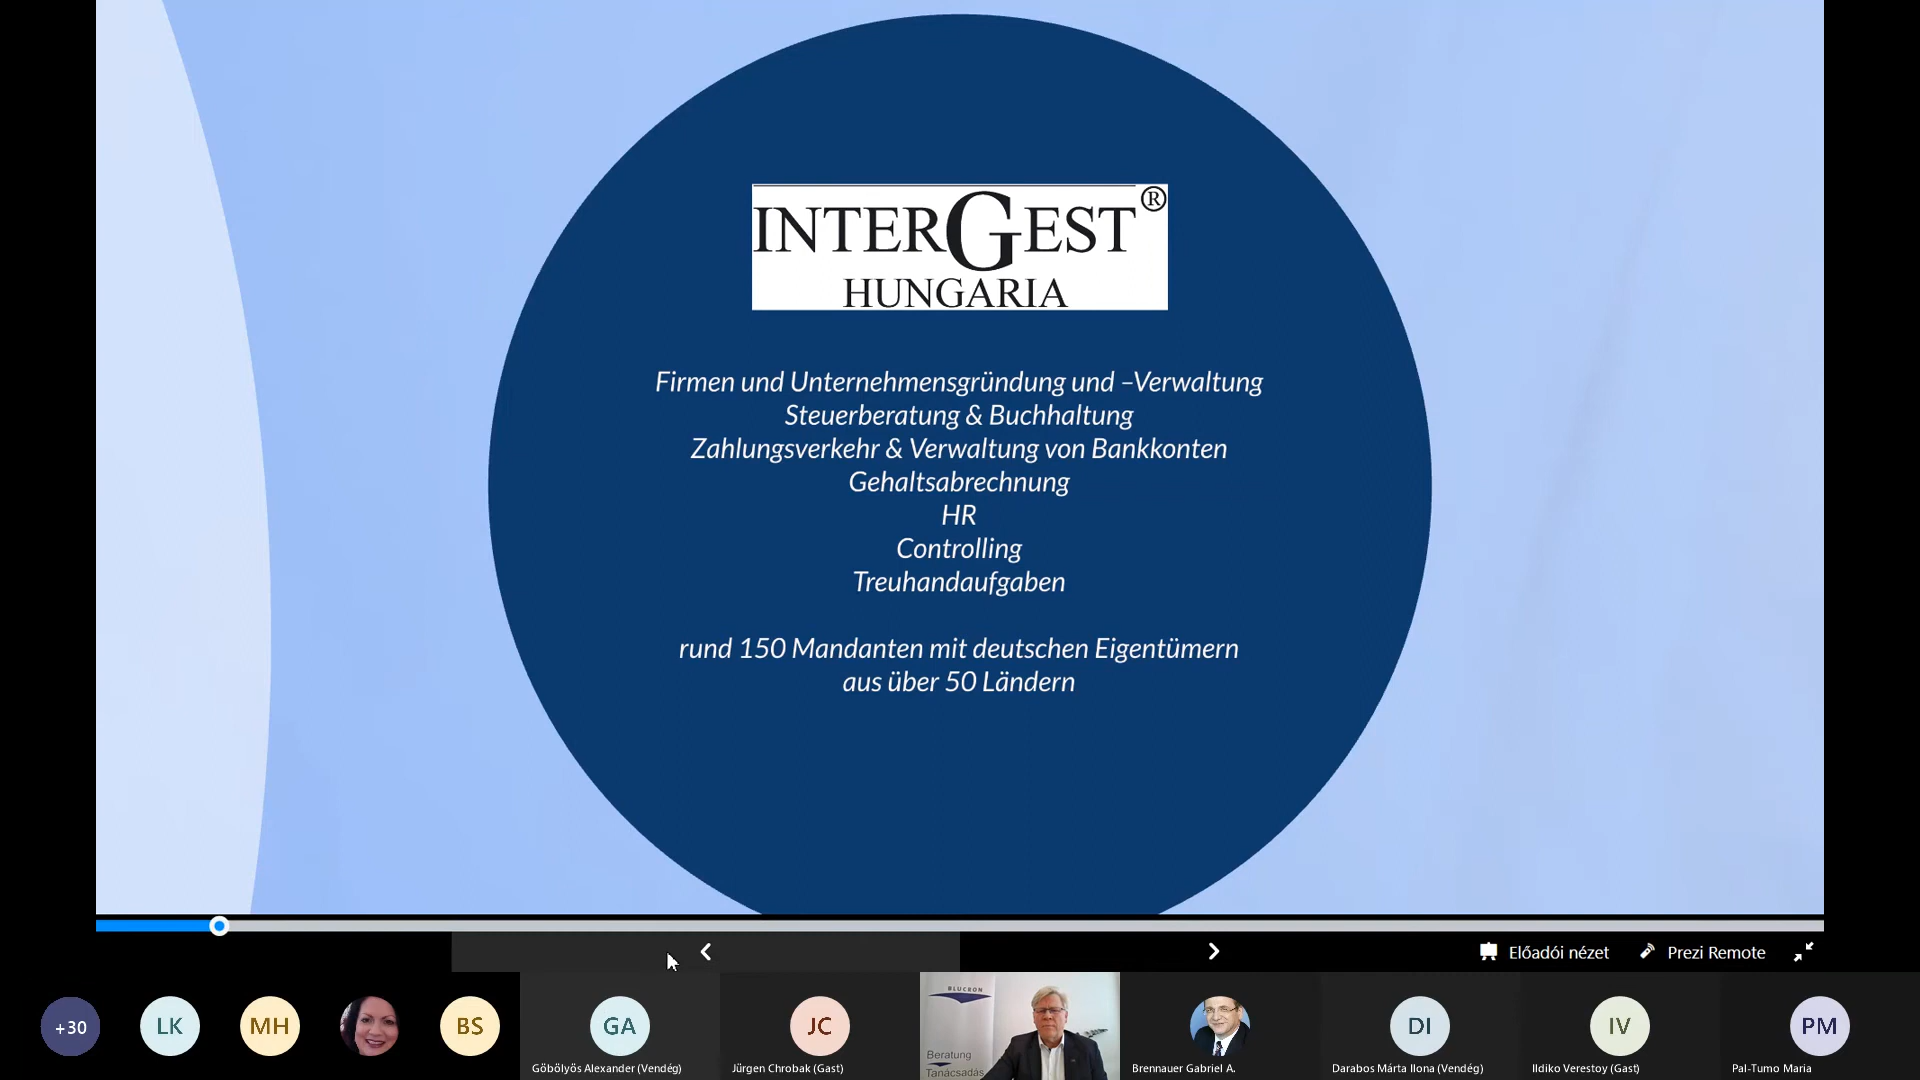 INTERGEST®
HUNGARIA
Firmen und Unternehmensgründung und –Verwaltung
Steuerberatung & Buchhaltung
Zahlungsverkehr & Verwaltung von Bankkonten
Gehaltsabrechnung
HR
Controlling
Treuhandaufgaben
rund 150 Mandanten mit deutschen Eigentümern
aus über 50 Ländern
Előadói nézet
Prezi Remote
+30
LK
MH
BS
GA
Göbölyös Alexander (Vendég)
JC
Jürgen Chrobak (Gast)
BLUCRON
Beratung
Tanácsadás
Brennauer Gabriel A.
DI
Darabos Márta Ilona (Vendég)
IV
Ildiko Verestoy (Gast)
PM
Pal-Tumo Maria